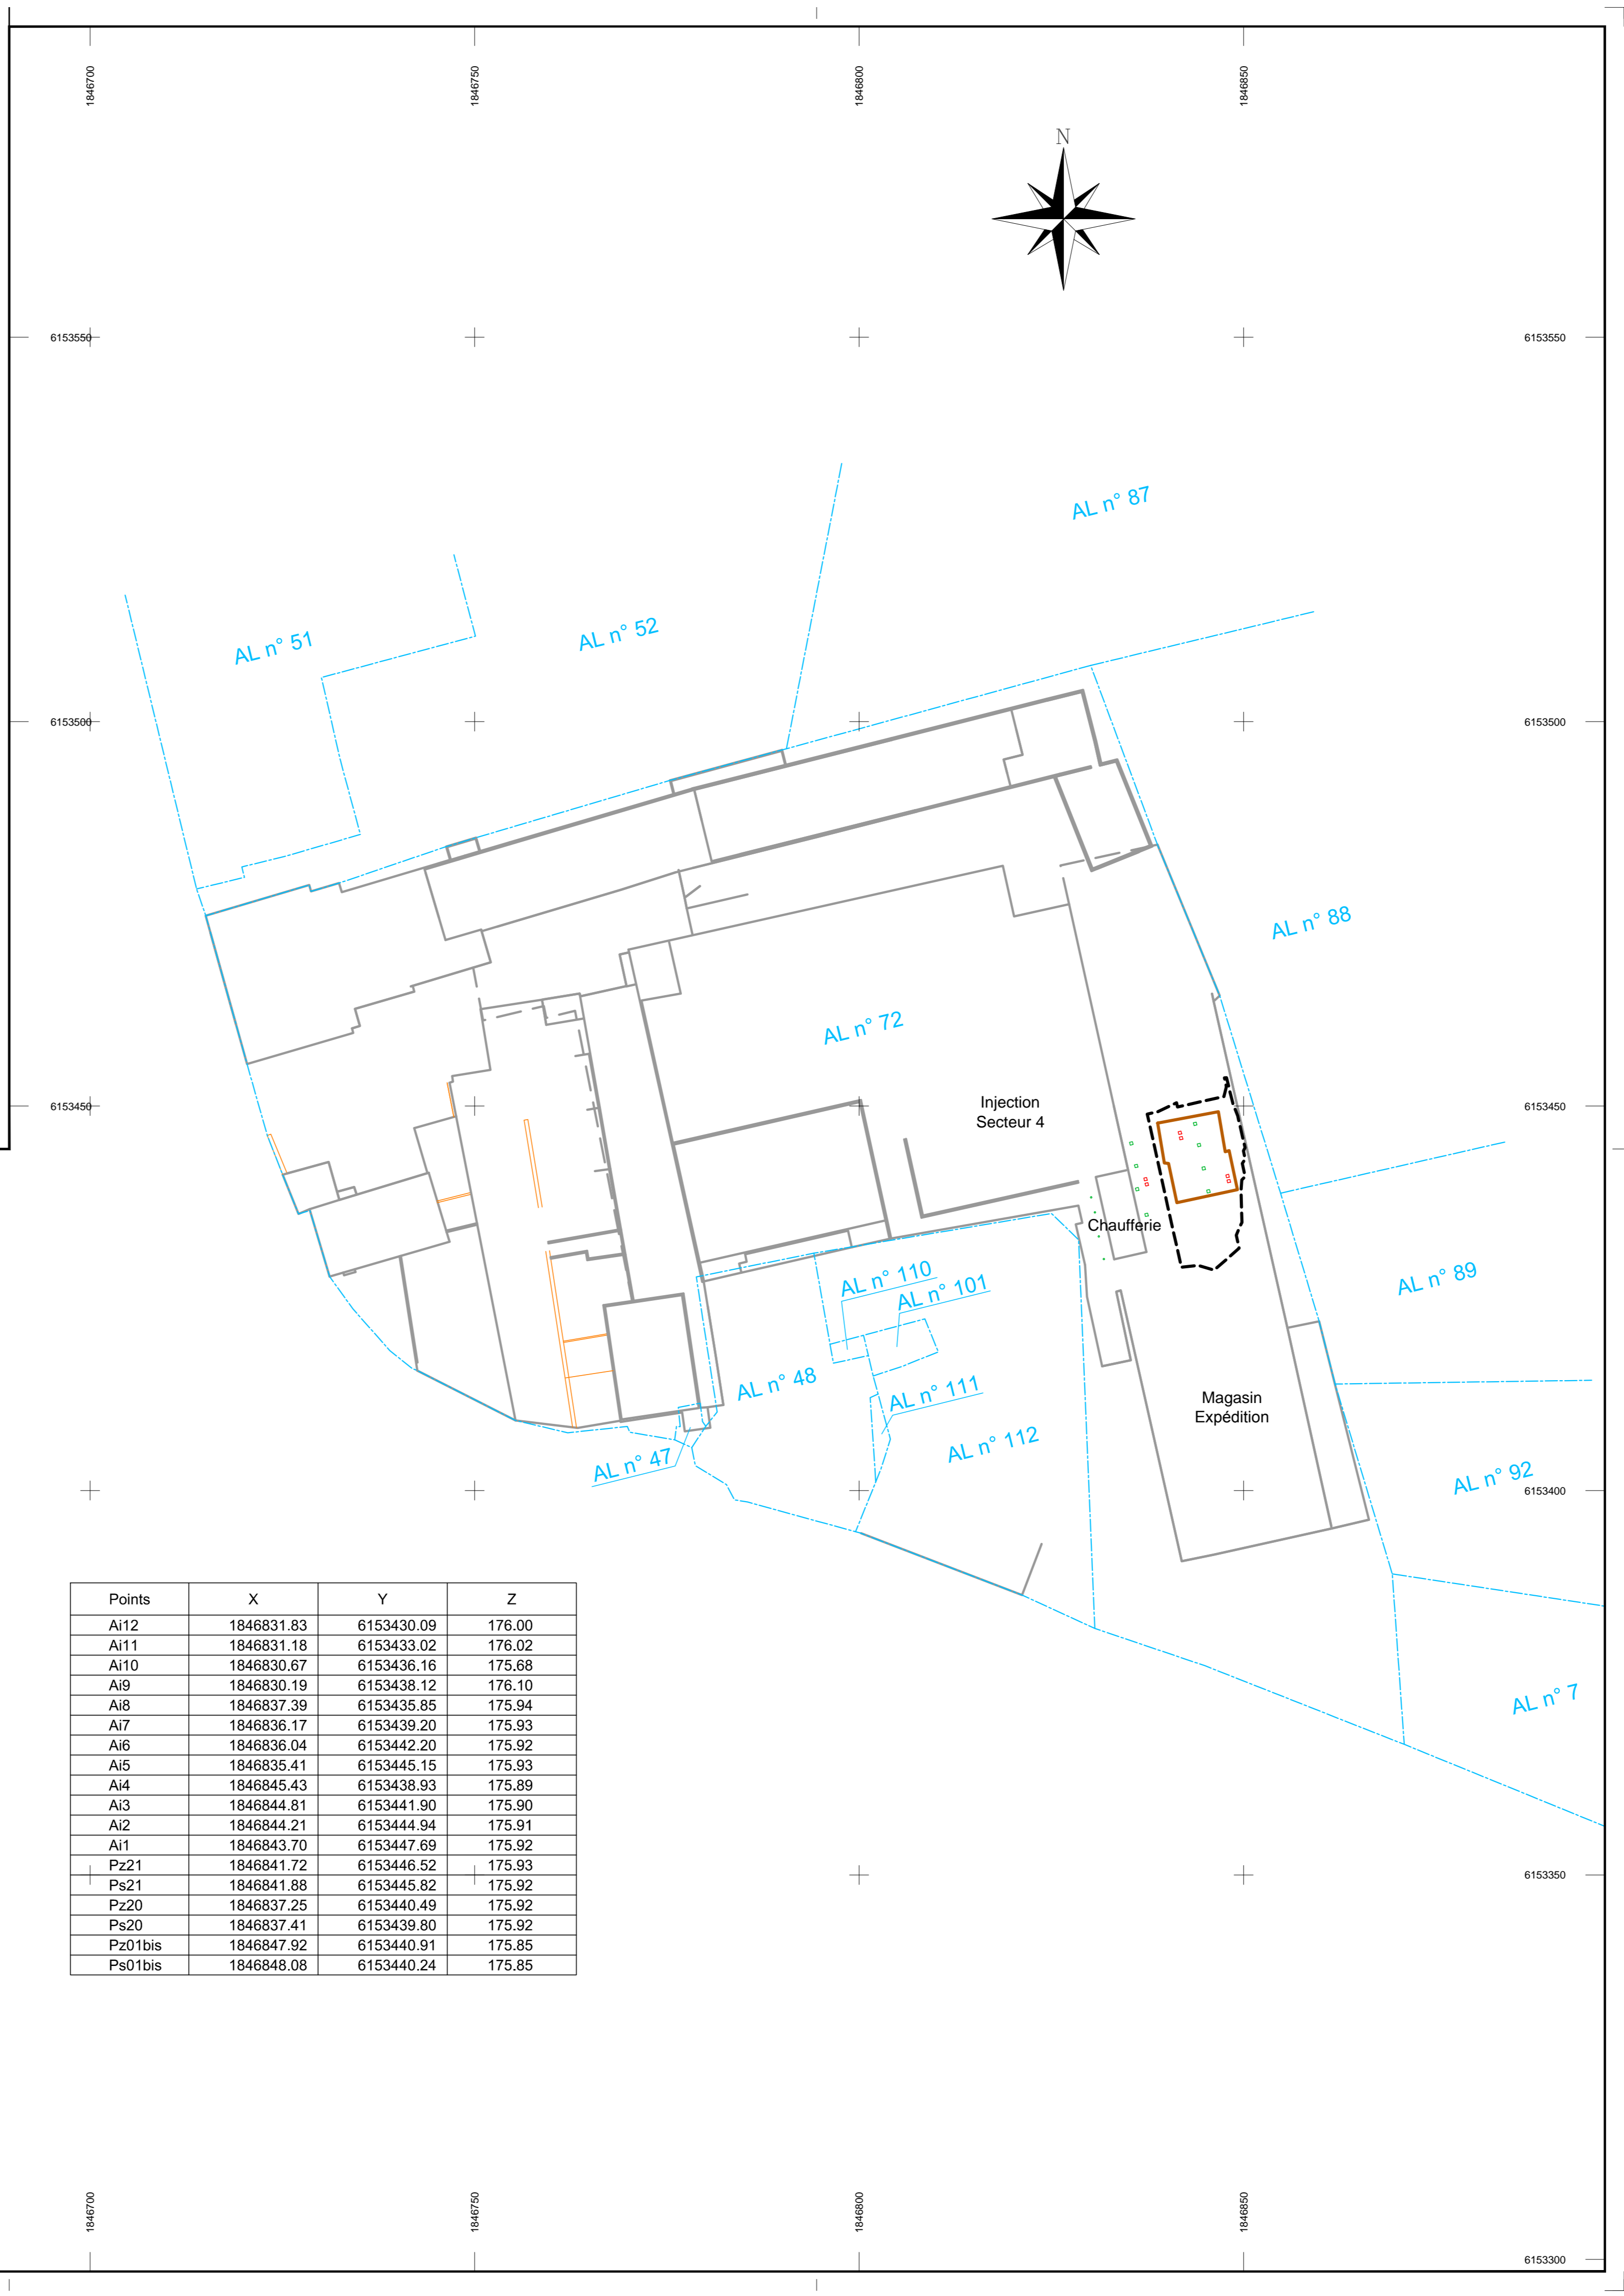 1846700
1846750
1846800
1846850
N
6153550
6153550
AL n° 87
AL n° 51
AL n° 52
6153500
6153500
AL n° 88
AL n° 72
6153450
6153450
Injection
Secteur 4
Chaufferie
AL n° 110
AL n° 101
AL n° 89
AL n° 48
AL n° 111
Magasin
Expédition
AL n° 112
AL n° 47
AL n° 92
6153400
AL n° 7
Points X Y Z
Ai12 1846831.83 6153430.09 176.00
Ai11 1846831.18 6153433.02 176.02
Ai10 1846830.67 6153436.16 175.68
Ai9 1846830.19 6153438.12 176.10
Ai8 1846837.39 6153435.85 175.94
Ai7 1846836.17 6153439.20 175.93
Ai6 1846836.04 6153442.20 175.92
Ai5 1846835.41 6153445.15 175.93
Ai4 1846845.43 6153438.93 175.89
Ai3 1846844.81 6153441.90 175.90
Ai2 1846844.21 6153444.94 175.91
Ai1 1846843.70 6153447.69 175.92
Pz21 1846841.72 6153446.52 175.93
Ps21 1846841.88 6153445.82 175.92
Pz20 1846837.25 6153440.49 175.92
Ps20 1846837.41 6153439.80 175.92
Pz01bis 1846847.92 6153440.91 175.85
Ps01bis 1846848.08 6153440.24 175.85
6153350
1846700
1846750
1846800
1846850
6153300